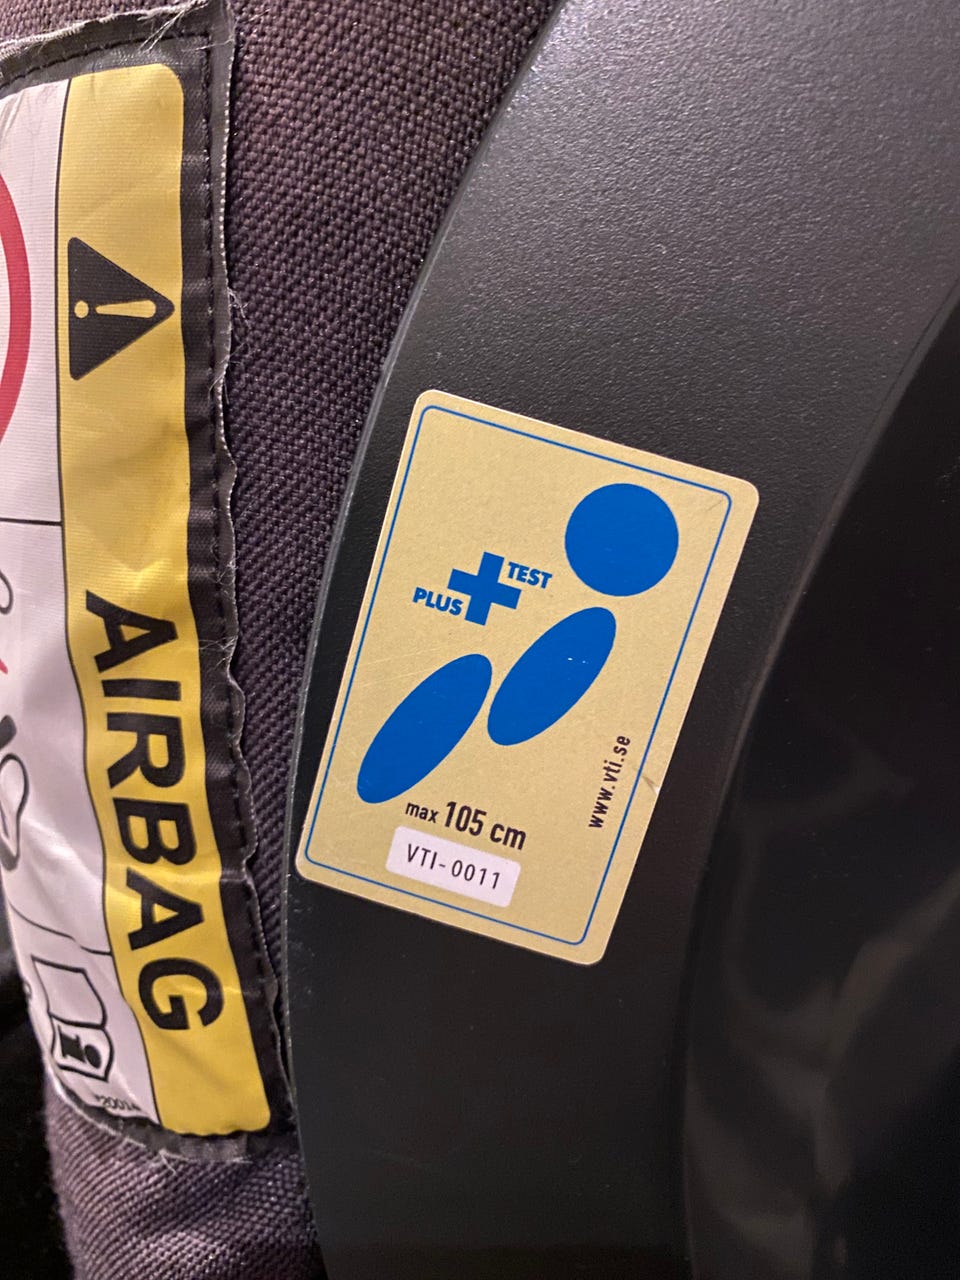 AIRBAG
PLUS TEST
max 105 cm
VTI-0011
www.vti.se